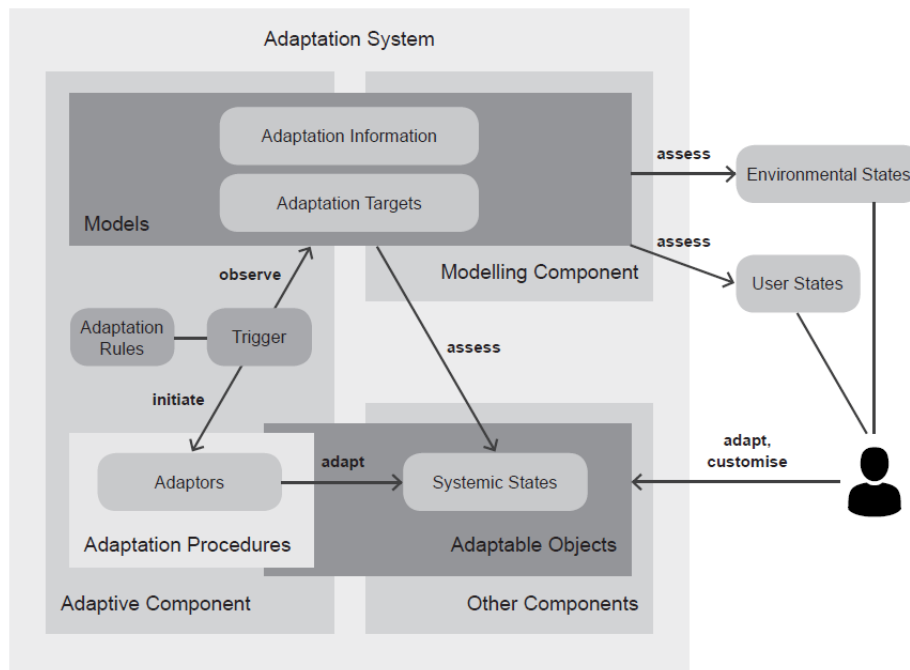 Adaptation System
Adaptation Information
Adaptation Targets
Models
assess
Environmental States
assess
User States
Modelling Component
observe
Adaptation
Rules
Trigger
assess
initiate
Adaptors
adapt
Systemic States
adapt,
customise
Adaptation Procedures
Adaptable Objects
Adaptive Component
Other Components